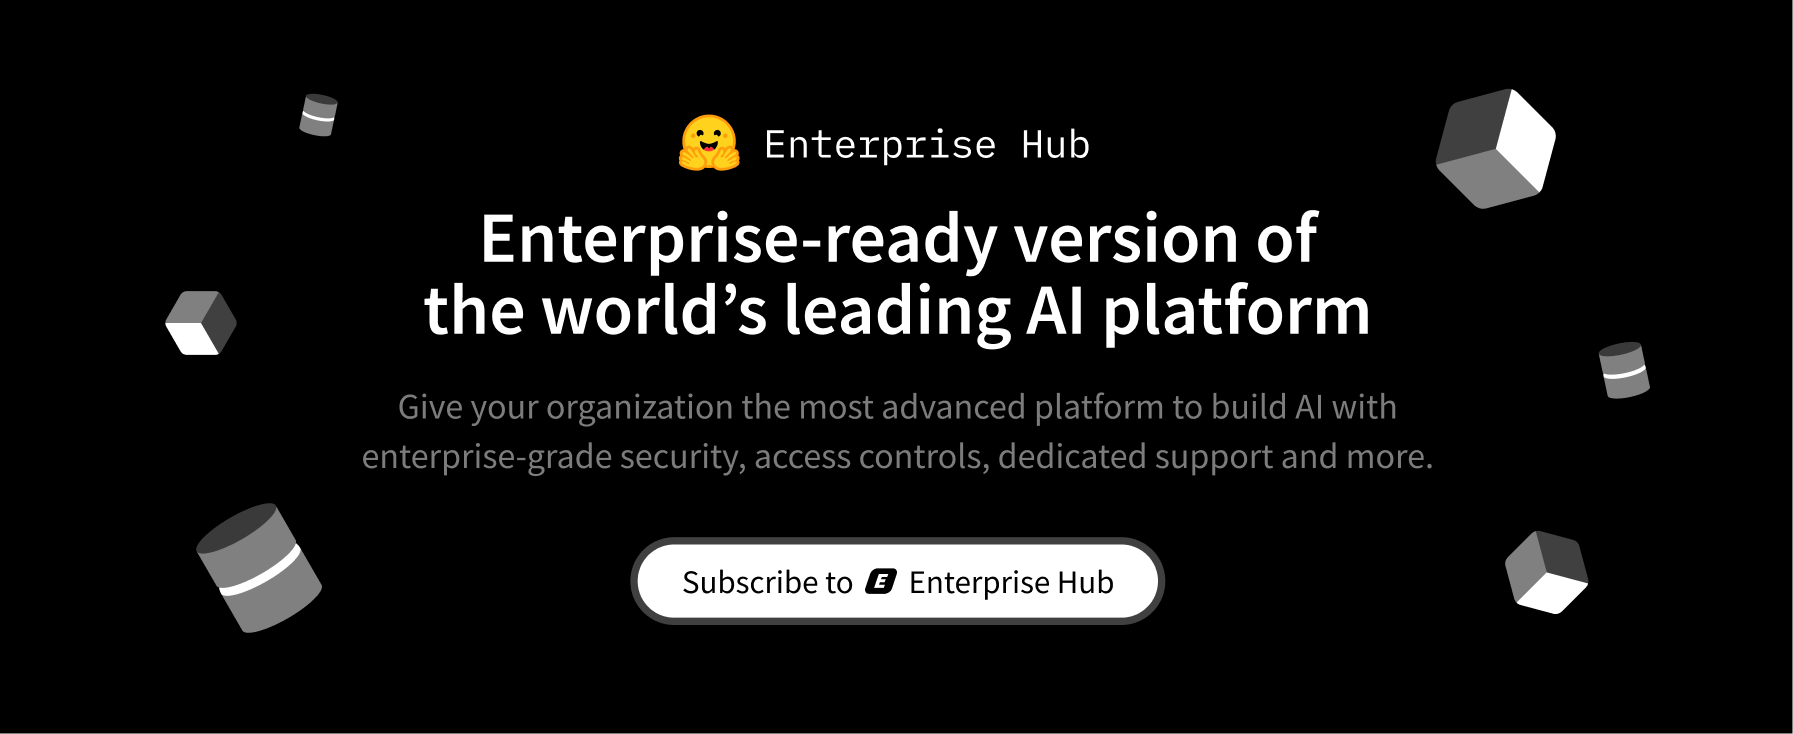 Enterprise Hub
Enterprise-ready version of
the world’s leading AI platform
Give your organization the most advanced platform to build AI with
enterprise-grade security, access controls, dedicated support and more.
Subscribe to E Enterprise Hub